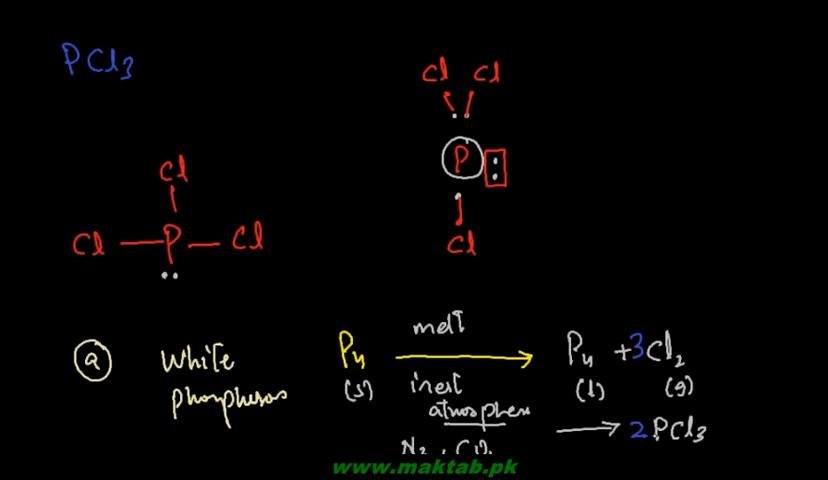 PCl3
Cl Cl
P :
Cl
Cl
Cl — P — Cl
..
(a) White phosphorus
P4 (s)
melt
inert
atmosphere
N2 ,
P4 (l) + 3Cl2 (g)
⟶ 2PCl3
www.maktab.pk